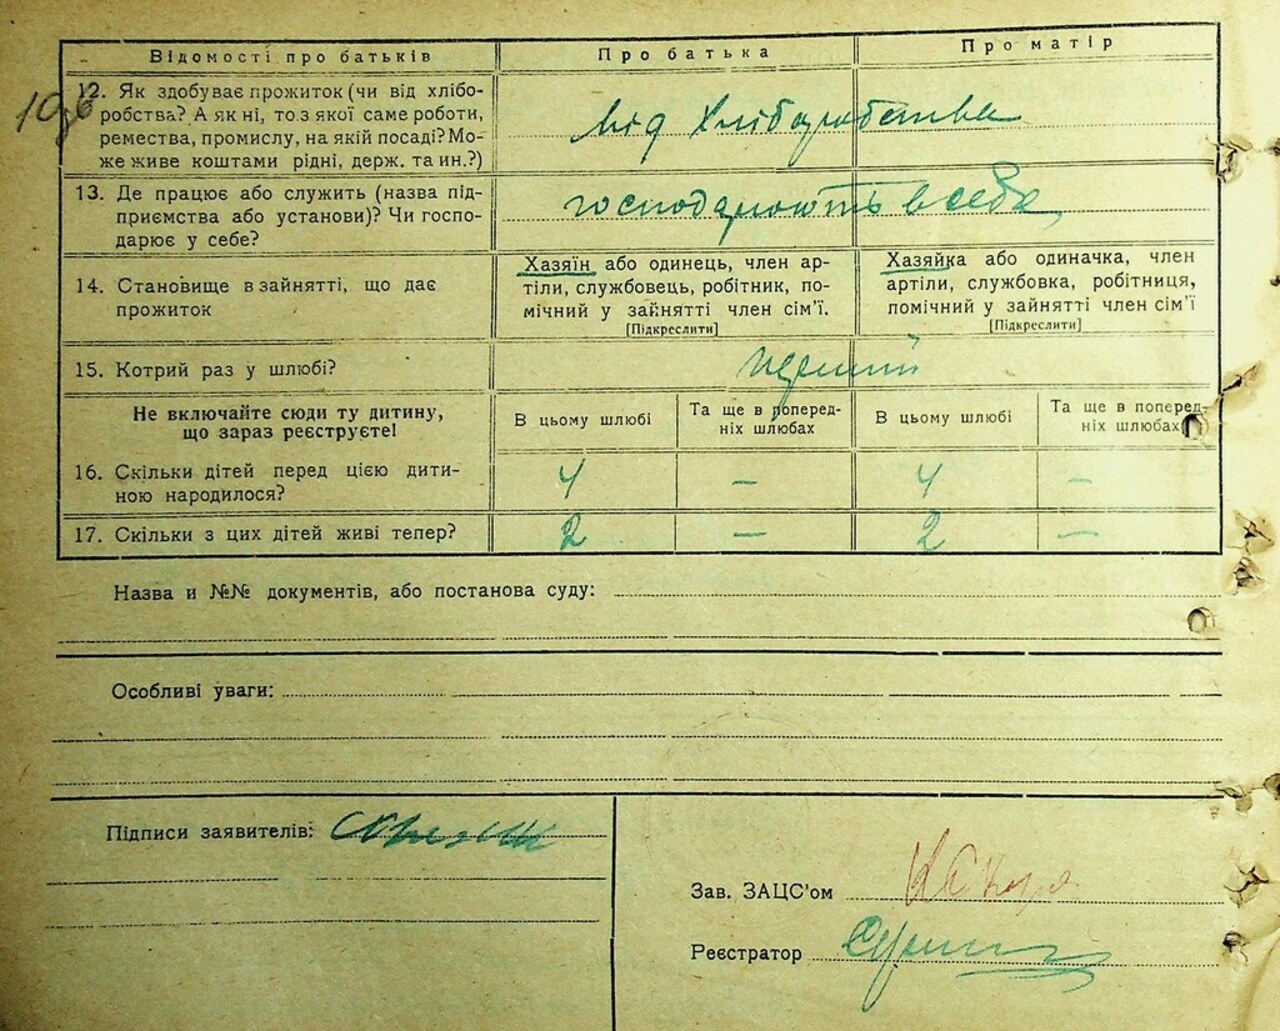 Відомості про батьків
Про батька
Про матір
12. Як здобуває прожиток (чи від хлібо-
робства? А як ні, то з якої саме роботи,
ремества, промислу, на якій посаді? Мо-
же живе коштами рідні, держ. та ин.?)
від Хліборобства
13. Де працює або служить (назва під-
приємства або установи)? Чи госпо-
дарює у себе?
господарюють в себе
14. Становище в зайнятті, що дає
прожиток
Хазяїн або одинець, член ар-
тіли, службовець, робітник, по-
мічний у зайнятті член сім'ї.
[Підкреслити]
Хазяйка або одиначка, член
артіли, службовка, робітниця,
помічний у зайнятті член сім'ї
[Підкреслити]
15. Котрий раз у шлюбі?
перший
Не включайте сюди ту дитину,
що зараз реєструєте!
В цьому шлюбі
Та ще в поперед-
ніх шлюбах
В цьому шлюбі
Та ще в поперед-
ніх шлюбах
16. Скільки дітей перед цією дити-
ною народилося?
4 — 4 —
17. Скільки з цих дітей живі тепер?
2 — 2 —
Назва и №№ документів, або постанова суду:
Особливі уваги:
Підписи заявителів:
Зав. ЗАЦС'ом
Реєстратор